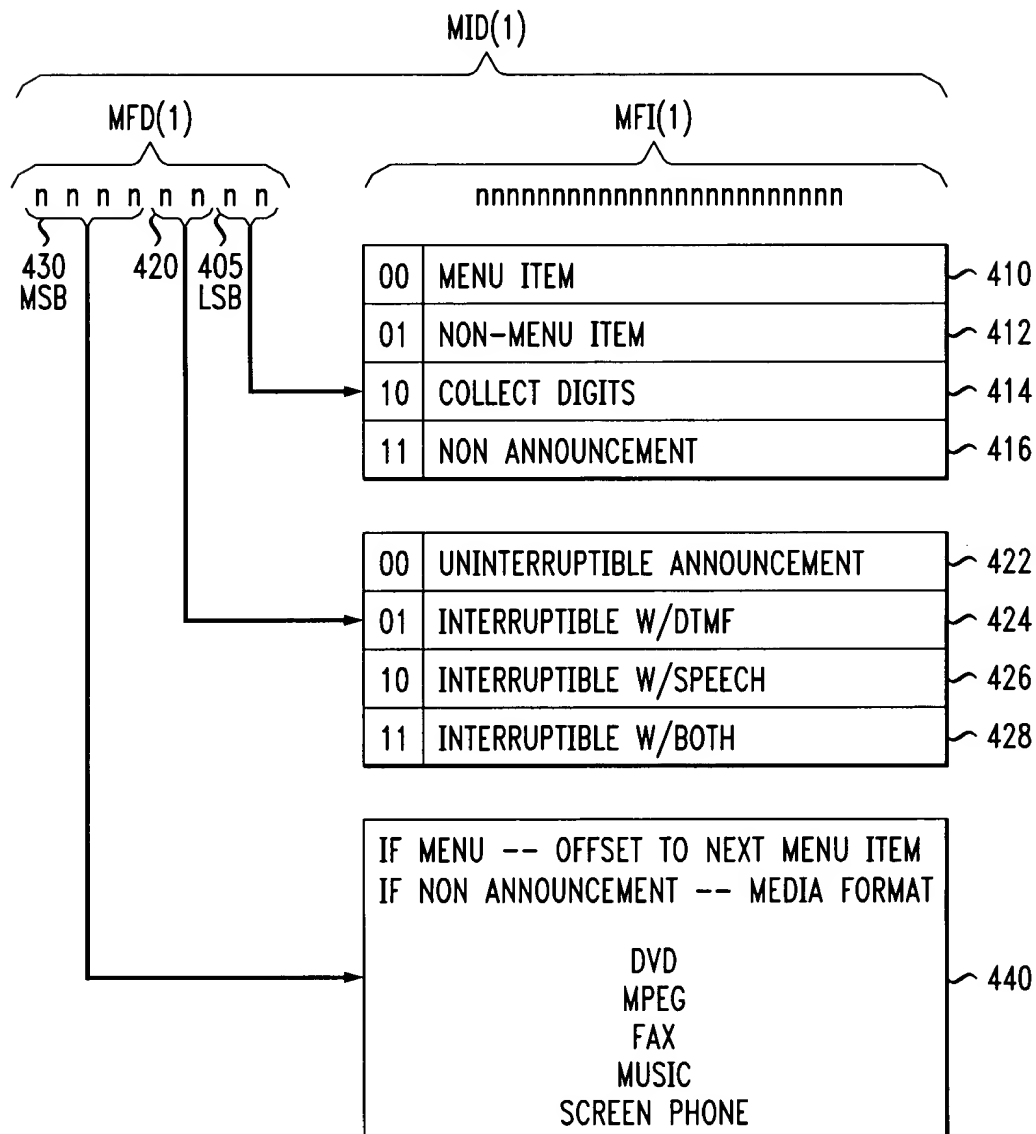 MID(1)
MFD(1) MFI(1)
n n n n n n n n nnnnnnnnnnnnnnnnnnnnnnnn
430 420 405
MSB LSB
00 MENU ITEM 410
01 NON-MENU ITEM 412
10 COLLECT DIGITS 414
11 NON ANNOUNCEMENT 416
00 UNINTERRUPTIBLE ANNOUNCEMENT 422
01 INTERRUPTIBLE W/DTMF 424
10 INTERRUPTIBLE W/SPEECH 426
11 INTERRUPTIBLE W/BOTH 428
IF MENU -- OFFSET TO NEXT MENU ITEM
IF NON ANNOUNCEMENT -- MEDIA FORMAT
DVD 440
MPEG
FAX
MUSIC
SCREEN PHONE